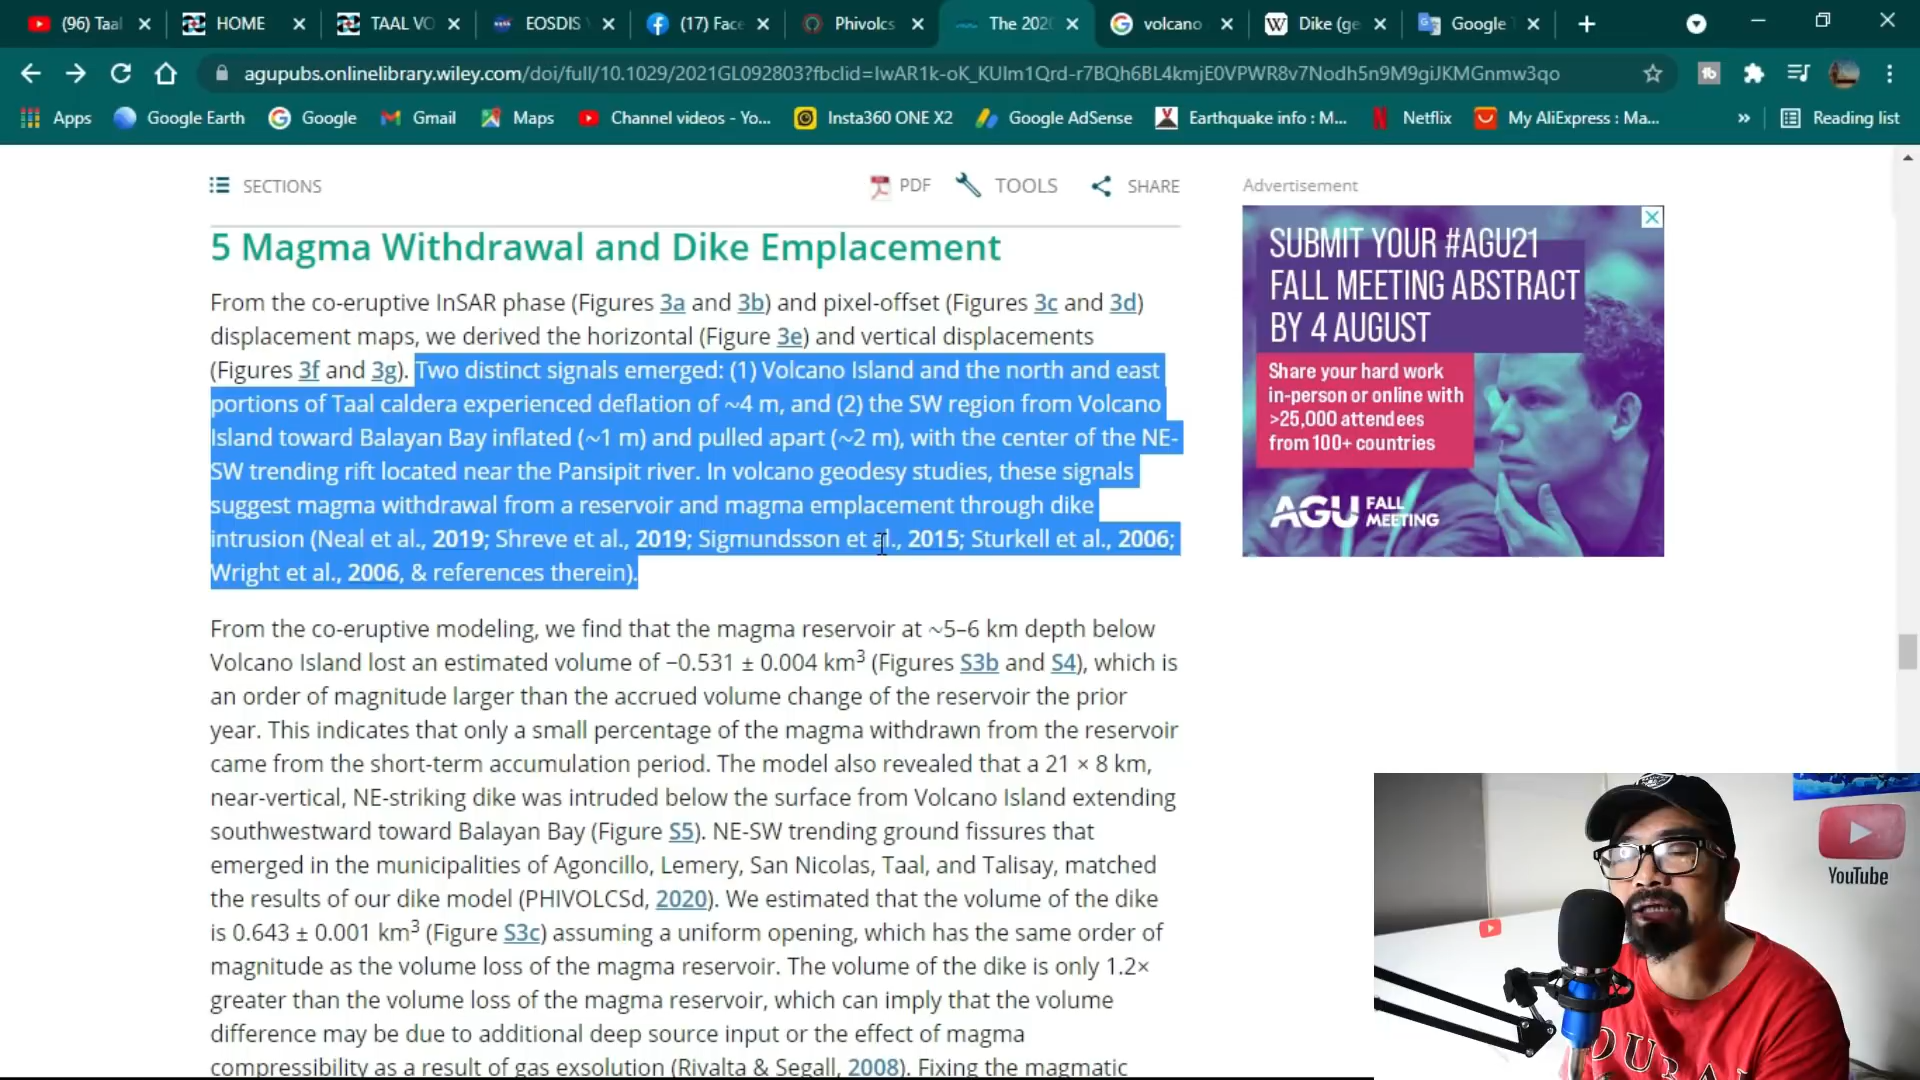 (96) Taal
HOME
TAAL VO
EOSDIS
(17) Face
Phivolcs
The 202
volcano
Dike (ge
Google
agupubs.onlinelibrary.wiley.com/doi/full/10.1029/2021GL092803?fbclid=IwAR1k-oK_KUlm1Qrd-r7BQh6BL4kmjE0VPWR8v7Nodh5n9M9giJKMGnmw3qo
Apps
Google Earth
Google
Gmail
Maps
Channel videos - Yo...
Insta360 ONE X2
Google AdSense
Earthquake info : M...
Netflix
My AliExpress : Ma...
»
Reading list
SECTIONS
PDF
TOOLS
SHARE
5 Magma Withdrawal and Dike Emplacement
From the co-eruptive InSAR phase (Figures 3a and 3b) and pixel-offset (Figures 3c and 3d)
displacement maps, we derived the horizontal (Figure 3e) and vertical displacements
(Figures 3f and 3g). Two distinct signals emerged: (1) Volcano Island and the north and east
portions of Taal caldera experienced deflation of ~4 m, and (2) the SW region from Volcano
Island toward Balayan Bay inflated (~1 m) and pulled apart (~2 m), with the center of the NE-
SW trending rift located near the Pansipit river. In volcano geodesy studies, these signals
suggest magma withdrawal from a reservoir and magma emplacement through dike
intrusion (Neal et al., 2019; Shreve et al., 2019; Sigmundsson et al., 2015; Sturkell et al., 2006;
Wright et al., 2006, & references therein).
From the co-eruptive modeling, we find that the magma reservoir at ~5–6 km depth below
Volcano Island lost an estimated volume of −0.531 ± 0.004 km³ (Figures S3b and S4), which is
an order of magnitude larger than the accrued volume change of the reservoir the prior
year. This indicates that only a small percentage of the magma withdrawn from the reservoir
came from the short-term accumulation period. The model also revealed that a 21 × 8 km,
near-vertical, NE-striking dike was intruded below the surface from Volcano Island extending
southwestward toward Balayan Bay (Figure S5). NE-SW trending ground fissures that
emerged in the municipalities of Agoncillo, Lemery, San Nicolas, Taal, and Talisay, matched
the results of our dike model (PHIVOLCSd, 2020). We estimated that the volume of the dike
is 0.643 ± 0.001 km³ (Figure S3c) assuming a uniform opening, which has the same order of
magnitude as the volume loss of the magma reservoir. The volume of the dike is only 1.2×
greater than the volume loss of the magma reservoir, which can imply that the volume
difference may be due to additional deep source input or the effect of magma
compressibility as a result of gas exsolution (Rivalta & Segall, 2008). Fixing the magmatic
Advertisement
SUBMIT YOUR #AGU21
FALL MEETING ABSTRACT
BY 4 AUGUST
Share your hard work
in-person or online with
>25,000 attendees
from 100+ countries
AGU FALL
MEETING
YouTube